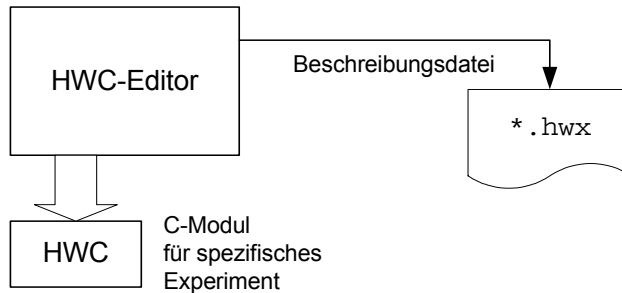 HWC-Editor
Beschreibungsdatei
*.hwx
HWC
C-Modul
für spezifisches
Experiment